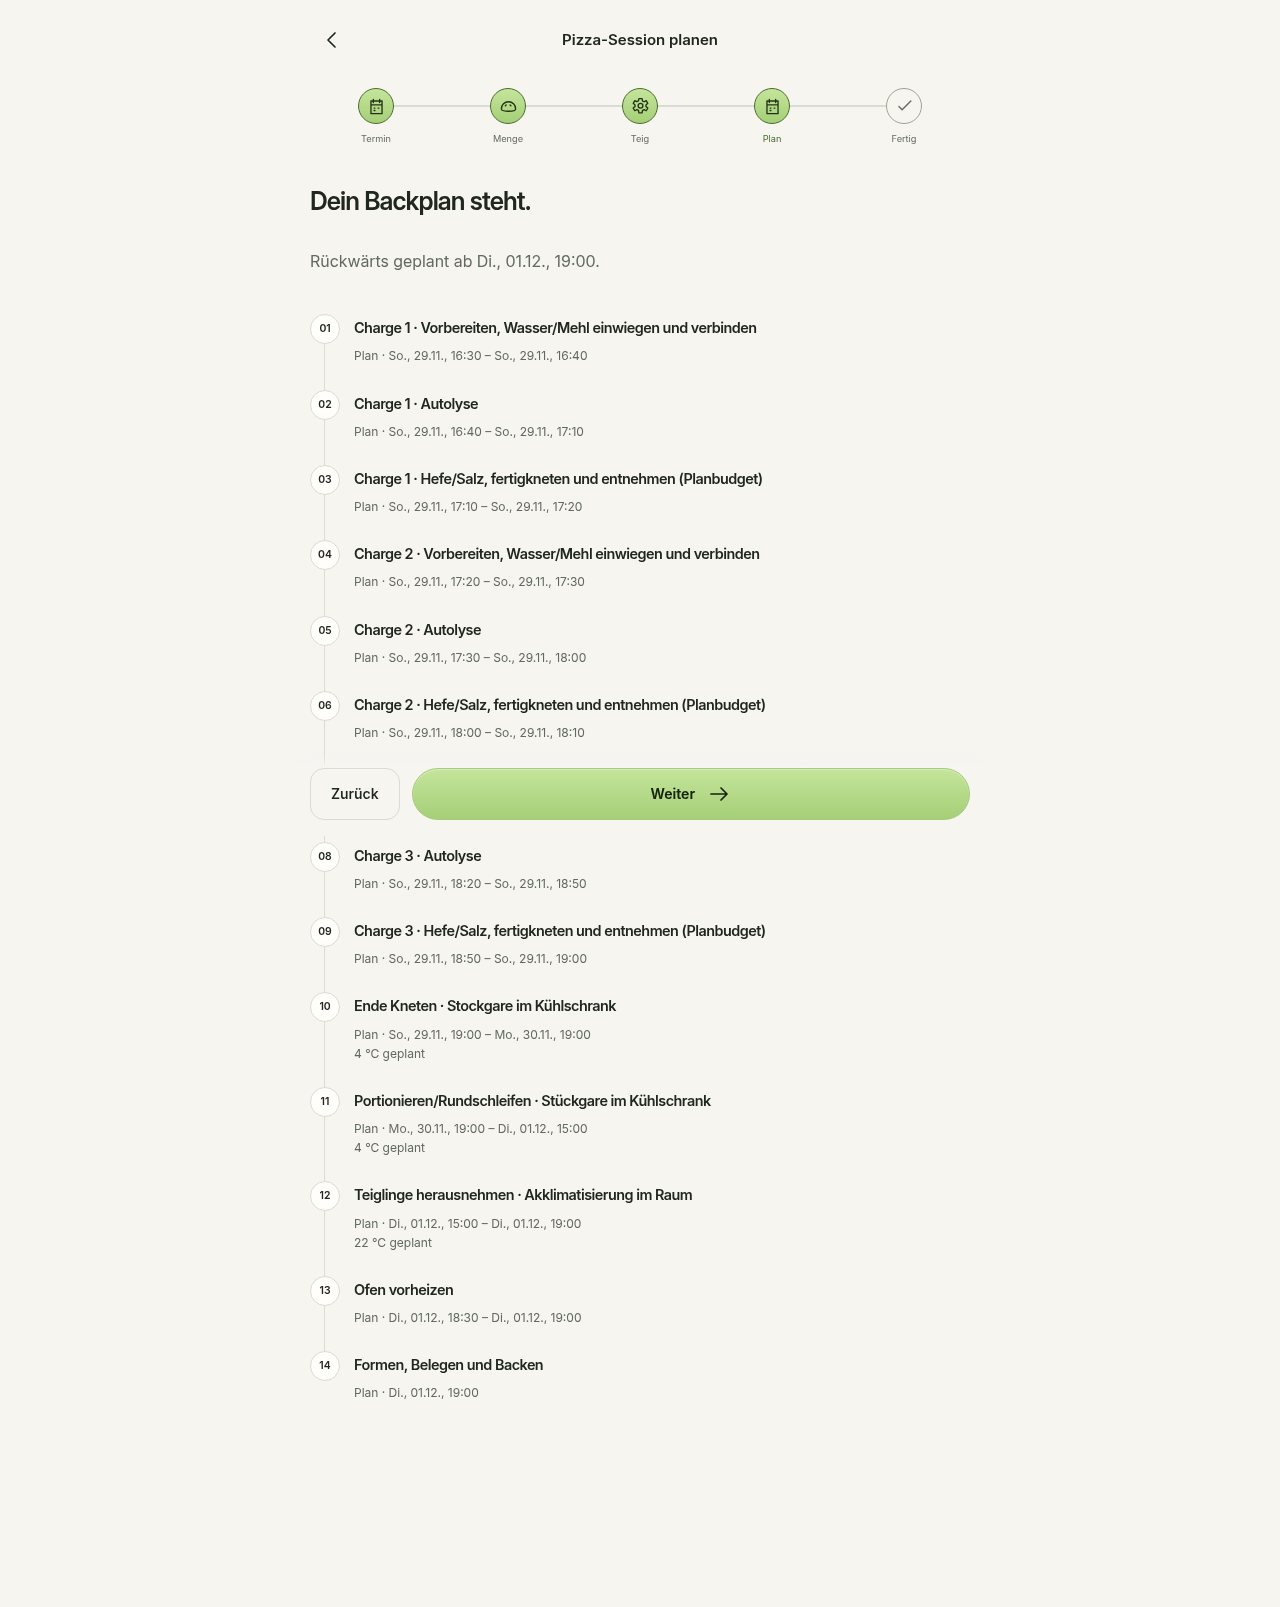 Pizza-Session planen
Termin
Menge
Teig
Plan
Fertig
Dein Backplan steht.
Rückwärts geplant ab Di., 01.12., 19:00.
01
Charge 1 · Vorbereiten, Wasser/Mehl einwiegen und verbinden
Plan · So., 29.11., 16:30 – So., 29.11., 16:40
02
Charge 1 · Autolyse
Plan · So., 29.11., 16:40 – So., 29.11., 17:10
03
Charge 1 · Hefe/Salz, fertigkneten und entnehmen (Planbudget)
Plan · So., 29.11., 17:10 – So., 29.11., 17:20
04
Charge 2 · Vorbereiten, Wasser/Mehl einwiegen und verbinden
Plan · So., 29.11., 17:20 – So., 29.11., 17:30
05
Charge 2 · Autolyse
Plan · So., 29.11., 17:30 – So., 29.11., 18:00
06
Charge 2 · Hefe/Salz, fertigkneten und entnehmen (Planbudget)
Plan · So., 29.11., 18:00 – So., 29.11., 18:10
Zurück
Weiter
08
Charge 3 · Autolyse
Plan · So., 29.11., 18:20 – So., 29.11., 18:50
09
Charge 3 · Hefe/Salz, fertigkneten und entnehmen (Planbudget)
Plan · So., 29.11., 18:50 – So., 29.11., 19:00
10
Ende Kneten · Stockgare im Kühlschrank
Plan · So., 29.11., 19:00 – Mo., 30.11., 19:00
4 °C geplant
11
Portionieren/Rundschleifen · Stückgare im Kühlschrank
Plan · Mo., 30.11., 19:00 – Di., 01.12., 15:00
4 °C geplant
12
Teiglinge herausnehmen · Akklimatisierung im Raum
Plan · Di., 01.12., 15:00 – Di., 01.12., 19:00
22 °C geplant
13
Ofen vorheizen
Plan · Di., 01.12., 18:30 – Di., 01.12., 19:00
14
Formen, Belegen und Backen
Plan · Di., 01.12., 19:00